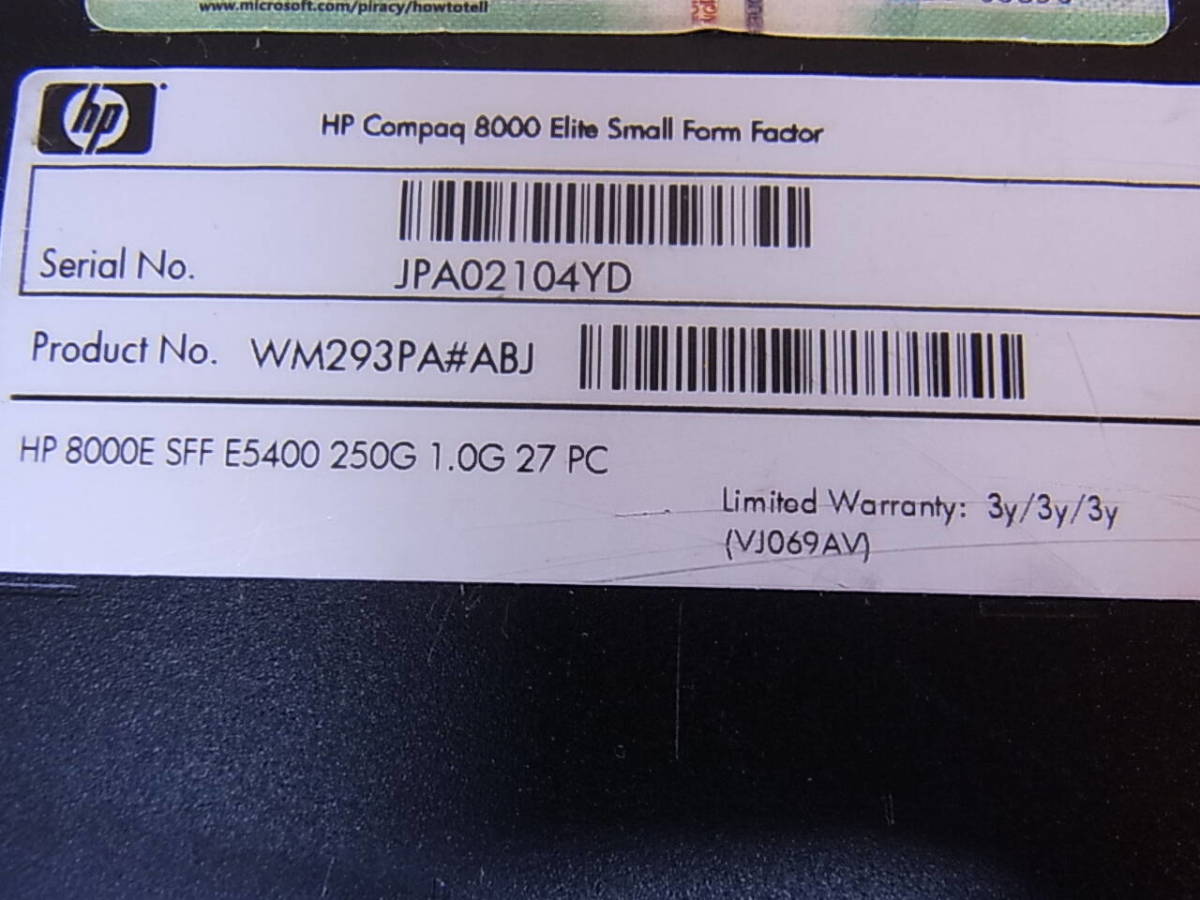 www.microsoft.com/piracy/howtotell
hp
HP Compaq 8000 Elite Small Form Factor
Serial No. JPA02104YD
Product No. WM293PA#ABJ
HP 8000E SFF E5400 250G 1.0G 27 PC
Limited Warranty: 3y/3y/3y
(VJ069AV)